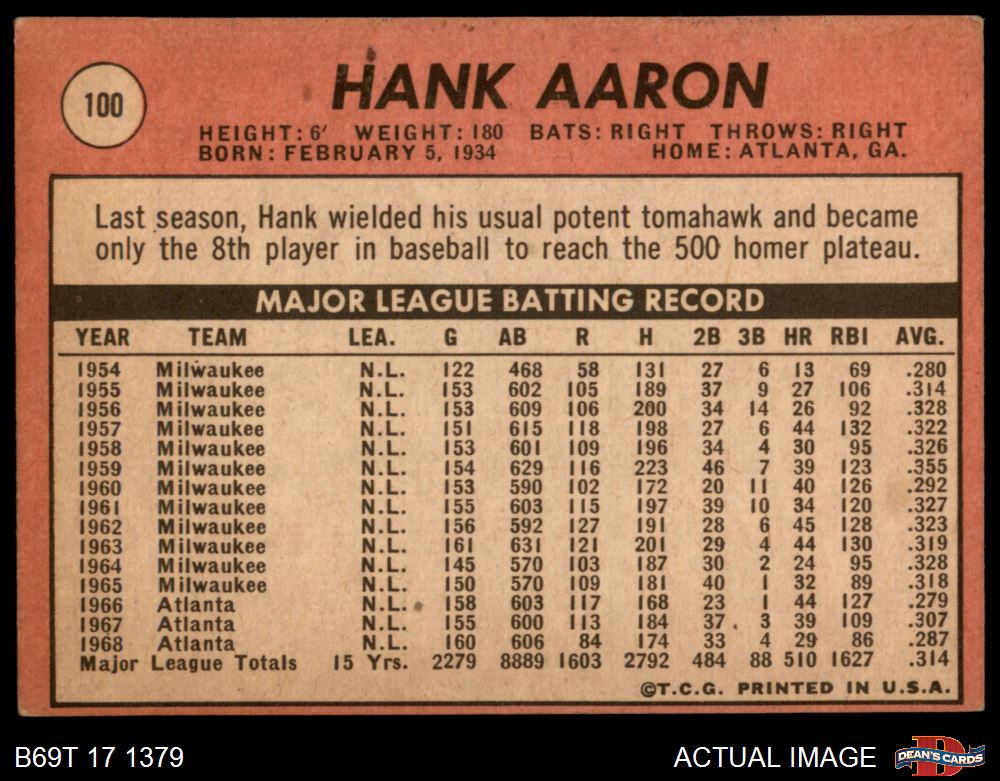 100
HANK AARON
HEIGHT: 6' WEIGHT: 180 BATS: RIGHT THROWS: RIGHT
BORN: FEBRUARY 5, 1934 HOME: ATLANTA, GA.
Last season, Hank wielded his usual potent tomahawk and became
only the 8th player in baseball to reach the 500 homer plateau.
MAJOR LEAGUE BATTING RECORD
YEAR TEAM LEA. G AB R H 2B 3B HR RBI AVG.
1954 Milwaukee N.L. 122 468 58 131 27 6 13 69 .280
1955 Milwaukee N.L. 153 602 105 189 37 9 27 106 .314
1956 Milwaukee N.L. 153 609 106 200 34 14 26 92 .328
1957 Milwaukee N.L. 151 615 118 198 27 6 44 132 .322
1958 Milwaukee N.L. 153 601 109 196 34 4 30 95 .326
1959 Milwaukee N.L. 154 629 116 223 46 7 39 123 .355
1960 Milwaukee N.L. 153 590 102 172 20 11 40 126 .292
1961 Milwaukee N.L. 155 603 115 197 39 10 34 120 .327
1962 Milwaukee N.L. 156 592 127 191 28 6 45 128 .323
1963 Milwaukee N.L. 161 631 121 201 29 4 44 130 .319
1964 Milwaukee N.L. 145 570 103 187 30 2 24 95 .328
1965 Milwaukee N.L. 150 570 109 181 40 1 32 89 .318
1966 Atlanta N.L. 158 603 117 168 23 1 44 127 .279
1967 Atlanta N.L. 155 600 113 184 37 3 39 109 .307
1968 Atlanta N.L. 160 606 84 174 33 4 29 86 .287
Major League Totals 15 Yrs. 2279 8889 1603 2792 484 88 510 1627 .314
©T.C.G. PRINTED IN U.S.A.
B69T 17 1379 ACTUAL IMAGE D DEAN'S CARDS